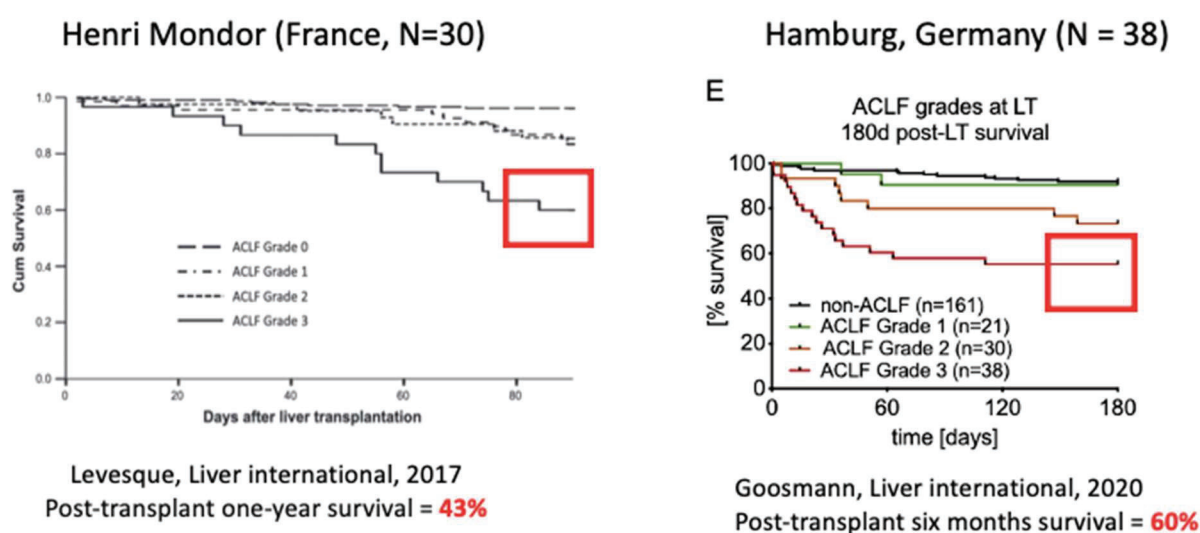 Henri Mondor (France, N=30)
1.0
0.8
0.6
0.4
0.2
0.0
Cum Survival
ACLF Grade 0
ACLF Grade 1
ACLF Grade 2
ACLF Grade 3
0
20
40
60
80
Days after liver transplantation
Levesque, Liver international, 2017
Post-transplant one-year survival = 43%
Hamburg, Germany (N = 38)
E
ACLF grades at LT
180d post-LT survival
100
80
60
40
20
0
[% survival]
non-ACLF (n=161)
ACLF Grade 1 (n=21)
ACLF Grade 2 (n=30)
ACLF Grade 3 (n=38)
0
60
120
180
time [days]
Goosmann, Liver international, 2020
Post-transplant six months survival = 60%